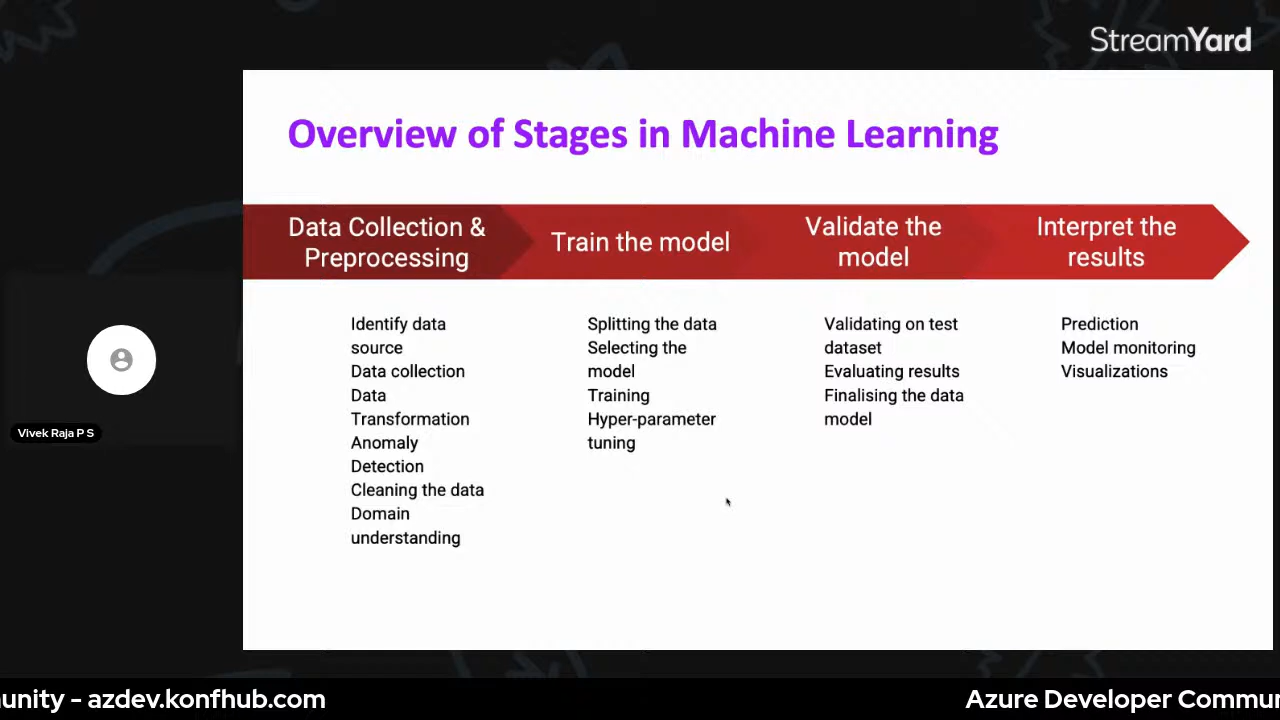 StreamYard
Overview of Stages in Machine Learning
Data Collection &
Preprocessing
Train the model
Validate the
model
Interpret the
results
Identify data
source
Data collection
Data
Transformation
Anomaly
Detection
Cleaning the data
Domain
understanding
Splitting the data
Selecting the
model
Training
Hyper-parameter
tuning
Validating on test
dataset
Evaluating results
Finalising the data
model
Prediction
Model monitoring
Visualizations
Vivek Raja P S
unity - azdev.konfhub.com
Azure Developer Commun